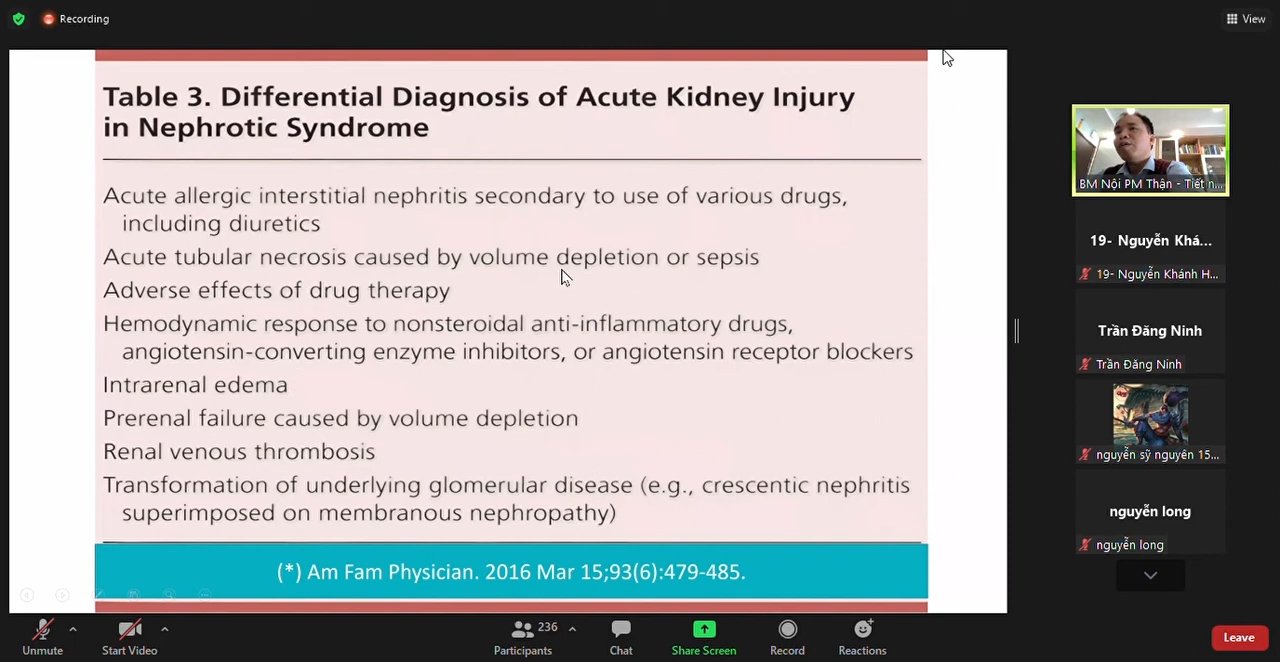 Recording
View
Table 3. Differential Diagnosis of Acute Kidney Injury
in Nephrotic Syndrome
Acute allergic interstitial nephritis secondary to use of various drugs,
including diuretics
Acute tubular necrosis caused by volume depletion or sepsis
Adverse effects of drug therapy
Hemodynamic response to nonsteroidal anti-inflammatory drugs,
angiotensin-converting enzyme inhibitors, or angiotensin receptor blockers
Intrarenal edema
Prerenal failure caused by volume depletion
Renal venous thrombosis
Transformation of underlying glomerular disease (e.g., crescentic nephritis
superimposed on membranous nephropathy)
(*) Am Fam Physician. 2016 Mar 15;93(6):479-485.
BM Nội PM Thận - Tiết n...
19- Nguyễn Khá...
19- Nguyễn Khánh H...
Trần Đăng Ninh
Trần Đăng Ninh
nguyễn sỹ nguyên 15...
nguyễn long
nguyễn long
Unmute
Start Video
236
Participants
Chat
Share Screen
Record
Reactions
Leave